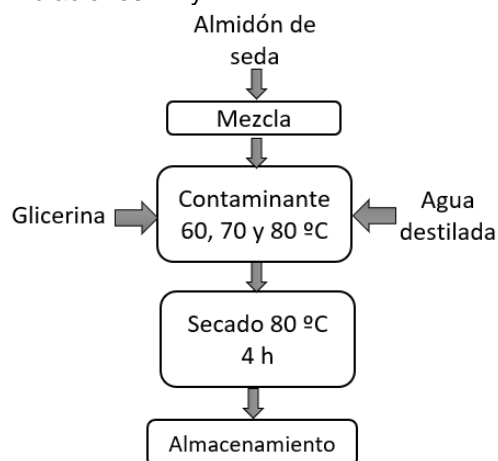 Almidón de
seda
Mezcla
Contaminante
60, 70 y 80 ºC
Glicerina
Agua
destilada
Secado 80 ºC
4 h
Almacenamiento